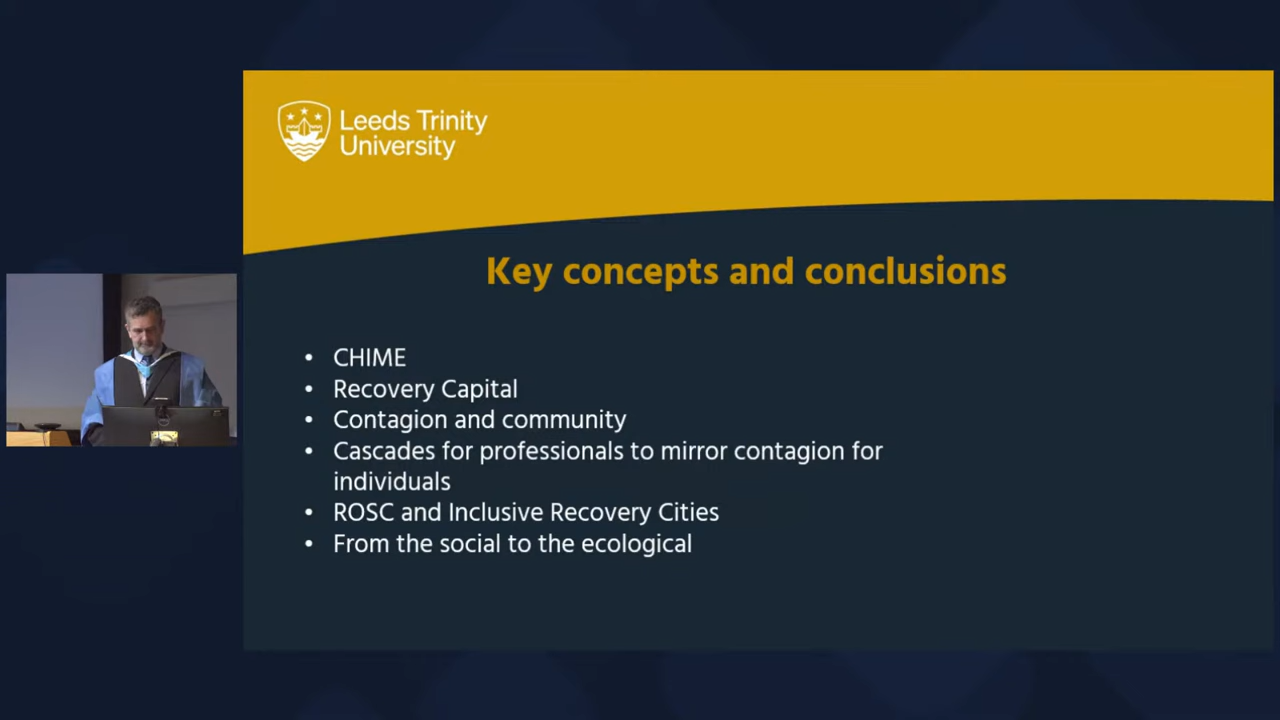 Leeds Trinity
University
Key concepts and conclusions
• CHIME
• Recovery Capital
• Contagion and community
• Cascades for professionals to mirror contagion for
individuals
• ROSC and Inclusive Recovery Cities
• From the social to the ecological